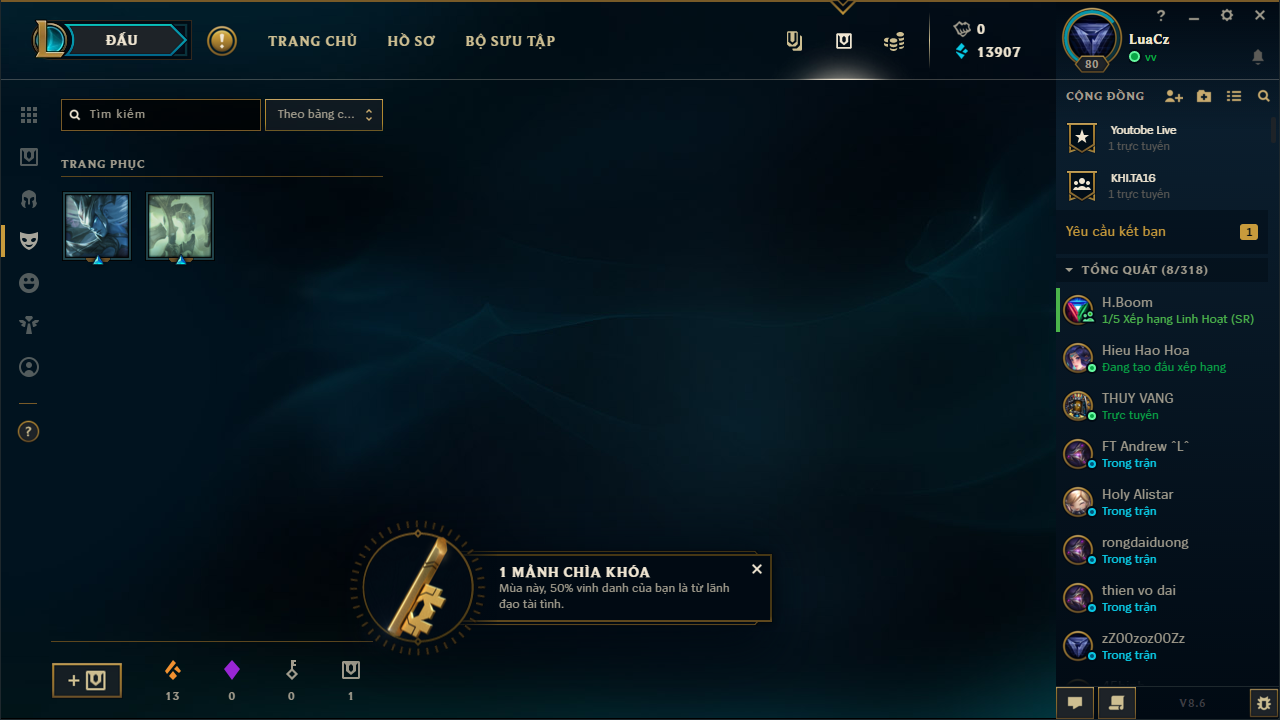 ĐẤU
TRANG CHỦ
HỒ SƠ
BỘ SƯU TẬP
0
13907
80
LuaCz
vv
Tìm kiếm
Theo bảng c...
TRANG PHỤC
1 MẢNH CHÌA KHÓA
Mùa này, 50% vinh danh của bạn là từ lãnh
đạo tài tình.
13
0
0
1
CỘNG ĐỒNG
Youtobe Live
1 trực tuyến
KHI.TA16
1 trực tuyến
Yêu cầu kết bạn
1
TỔNG QUÁT (8/318)
H.Boom
1/5 Xếp hạng Linh Hoạt (SR)
Hieu Hao Hoa
Đang tạo đấu xếp hạng
THUY VANG
Trực tuyến
FT Andrew ˆLˆ
Trong trận
Holy Alistar
Trong trận
rongdaiduong
Trong trận
thien vo dai
Trong trận
zZ00zoz00Zz
Trong trận
V8.6